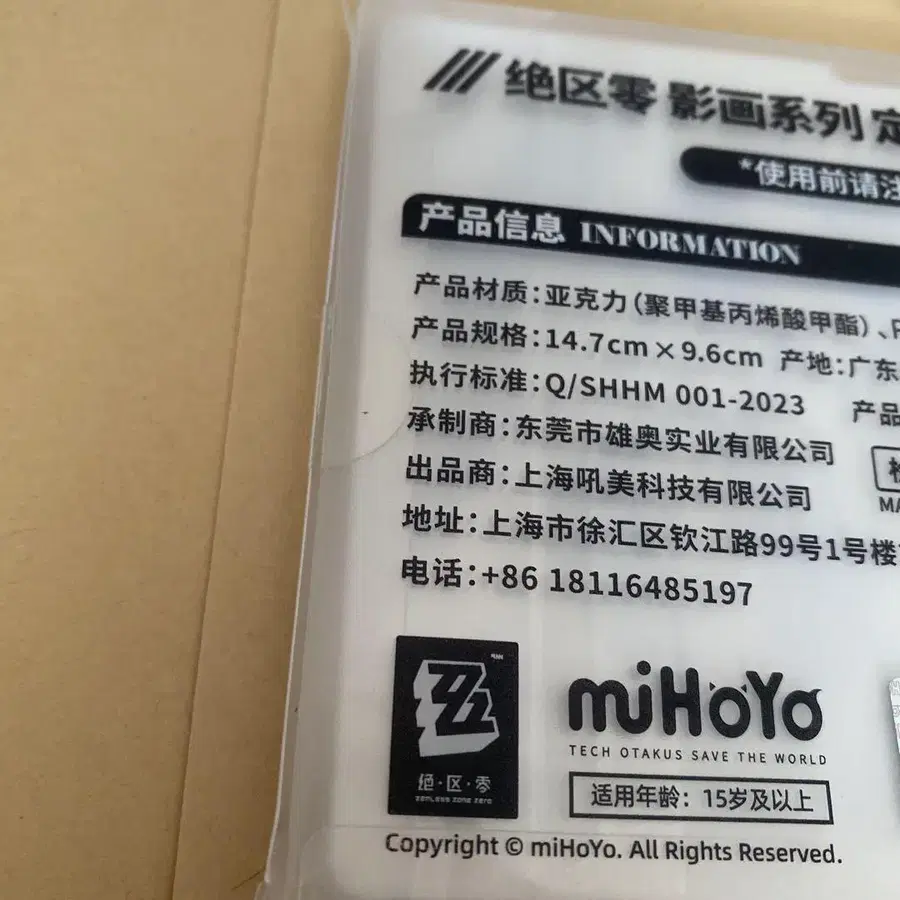 绝区零 影画系列 定
*使用前请注
产品信息 INFORMATION
产品材质：亚克力（聚甲基丙烯酸甲酯）、P
产品规格：14.7cm×9.6cm 产地：广东
执行标准：Q/SHHM 001-2023 产品
承制商：东莞市雄奥实业有限公司
出品商：上海吼美科技有限公司
MA
地址：上海市徐汇区钦江路99号1号楼
电话：+86 18116485197
绝·区·零
ZENLESS ZONE ZERO
miHoYo
TECH OTAKUS SAVE THE WORLD
适用年龄：15岁及以上
Copyright © miHoYo. All Rights Reserved.